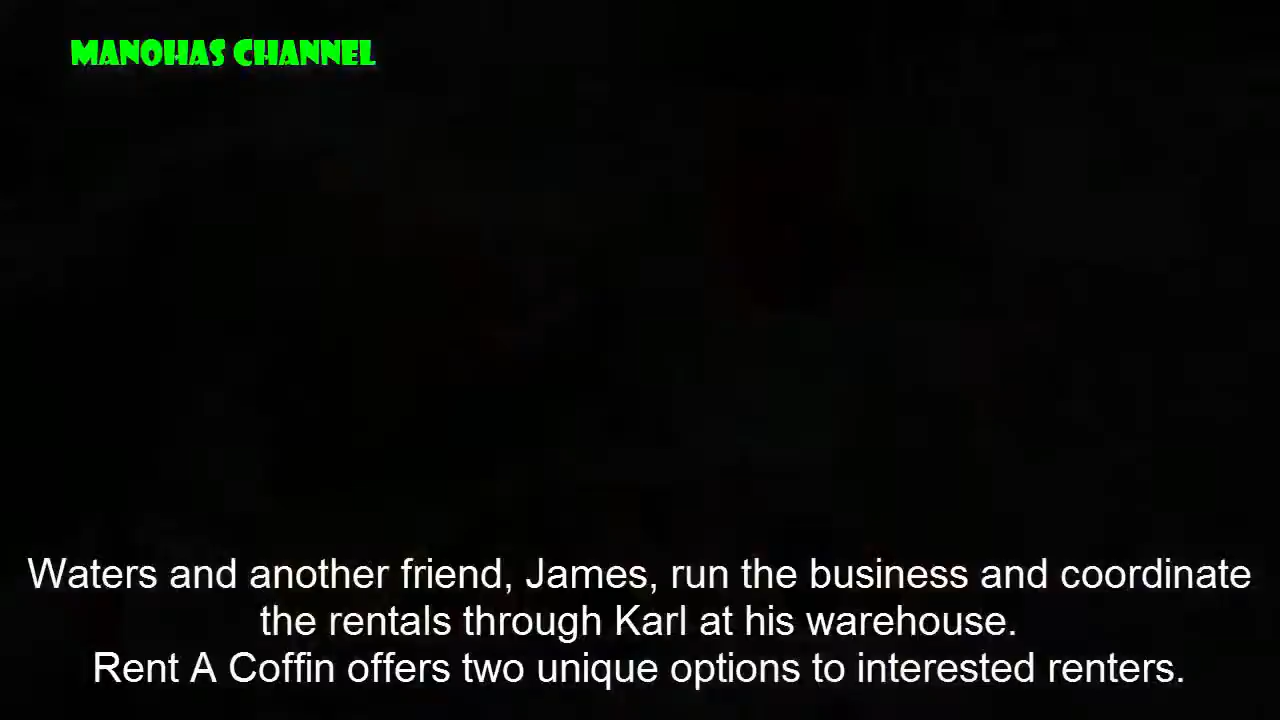 MANOHAS CHANNEL
Waters and another friend, James, run the business and coordinate
the rentals through Karl at his warehouse.
Rent A Coffin offers two unique options to interested renters.